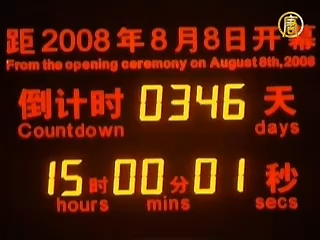 距2008年8月8日开幕
From the opening ceremony on August 8th, 2008
倒计时 0346 天
Countdown days
15时00分01秒
hours mins secs